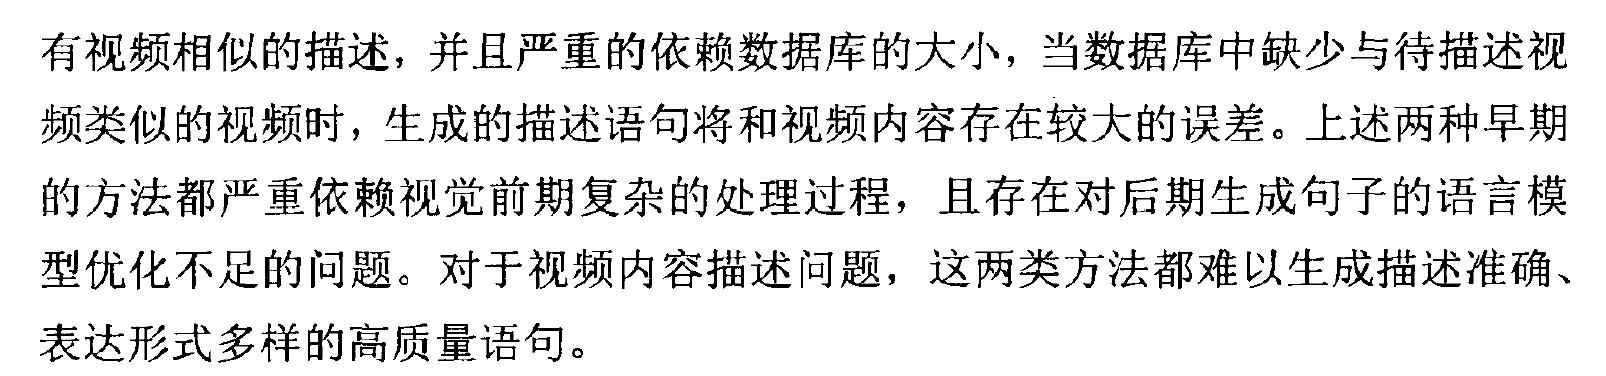 有视频相似的描述，并且严重的依赖数据库的大小，当数据库中缺少与待描述视
频类似的视频时，生成的描述语句将和视频内容存在较大的误差。上述两种早期
的方法都严重依赖视觉前期复杂的处理过程，且存在对后期生成句子的语言模
型优化不足的问题。对于视频内容描述问题，这两类方法都难以生成描述准确、
表达形式多样的高质量语句。